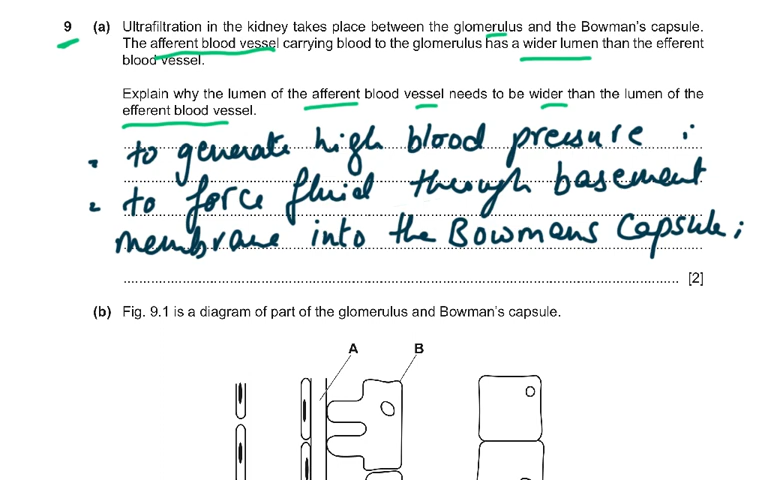 9 (a) Ultrafiltration in the kidney takes place between the glomerulus and the Bowman's capsule.
The afferent blood vessel carrying blood to the glomerulus has a wider lumen than the efferent
blood vessel.
Explain why the lumen of the afferent blood vessel needs to be wider than the lumen of the
efferent blood vessel.
to generate high blood pressure ;
to force fluid through basement
membrane into the Bowmans Capsule ;
[2]
(b) Fig. 9.1 is a diagram of part of the glomerulus and Bowman's capsule.
A B